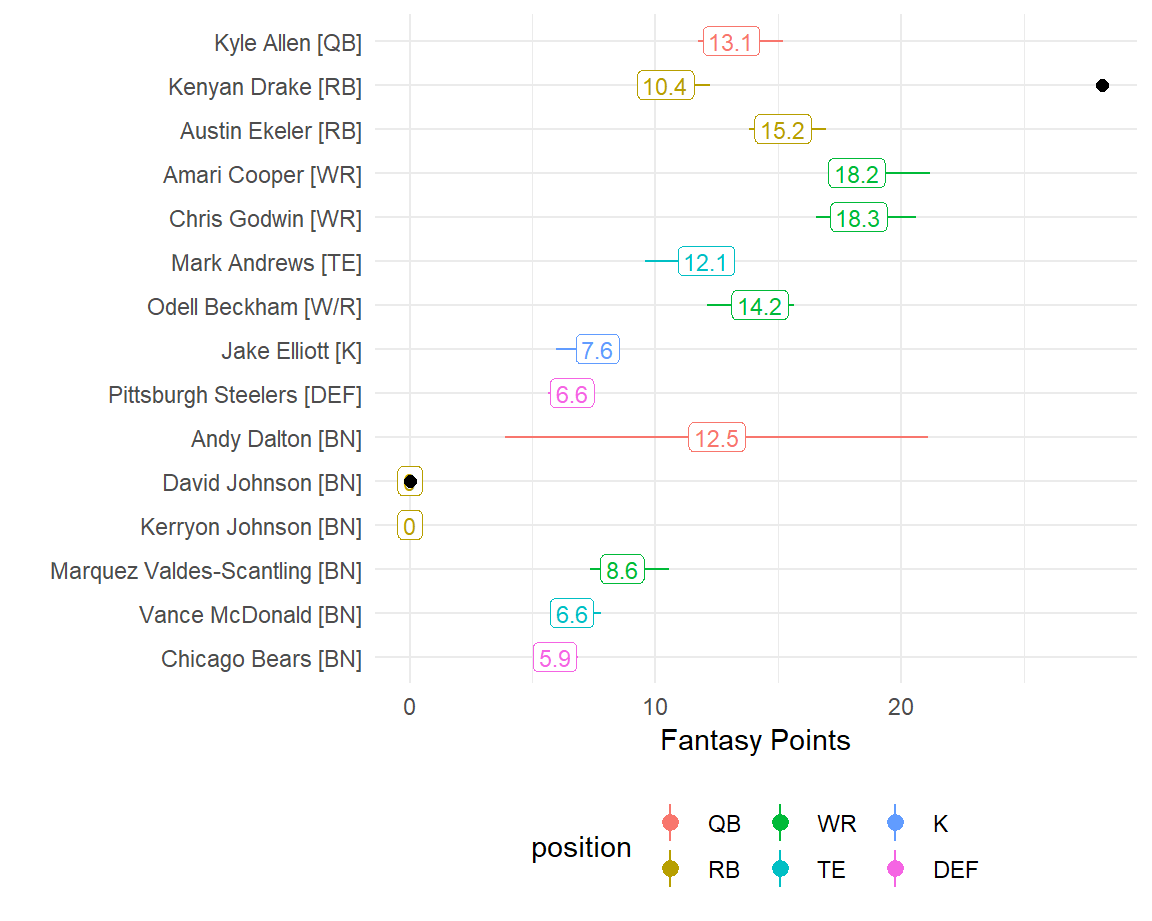 Kyle Allen [QB] 13.1
Kenyan Drake [RB] 10.4
Austin Ekeler [RB] 15.2
Amari Cooper [WR] 18.2
Chris Godwin [WR] 18.3
Mark Andrews [TE] 12.1
Odell Beckham [W/R] 14.2
Jake Elliott [K] 7.6
Pittsburgh Steelers [DEF] 6.6
Andy Dalton [BN] 12.5
David Johnson [BN]
Kerryon Johnson [BN] 0
Marquez Valdes-Scantling [BN] 8.6
Vance McDonald [BN] 6.6
Chicago Bears [BN] 5.9
0 10 20
Fantasy Points
position
QB WR K
RB TE DEF